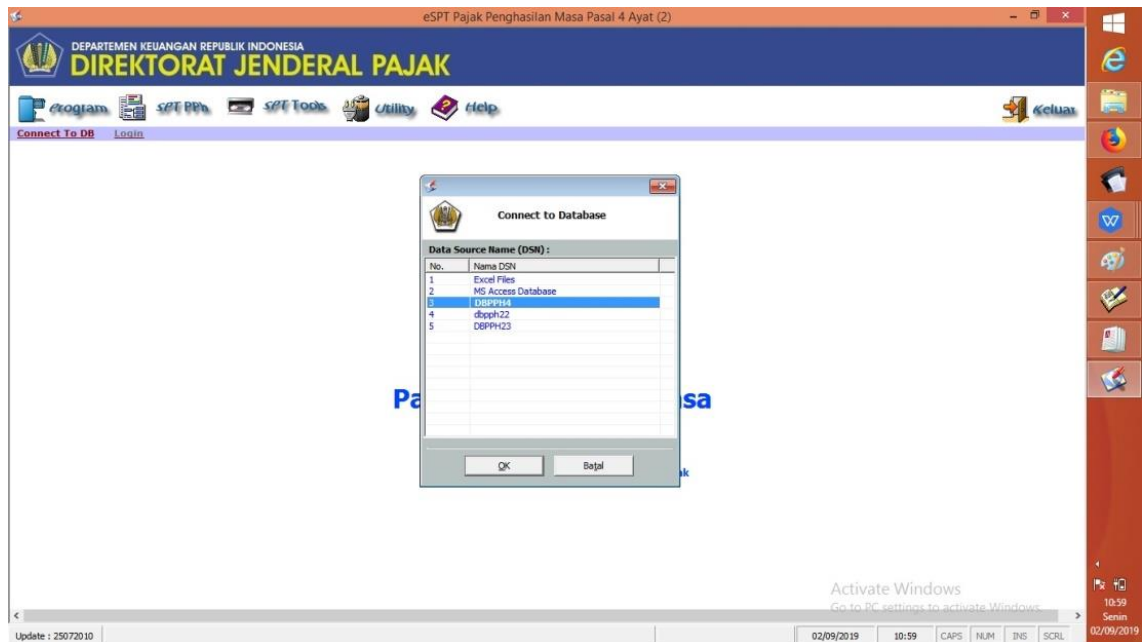 eSPT Pajak Penghasilan Masa Pasal 4 Ayat (2)
DEPARTEMEN KEUANGAN REPUBLIK INDONESIA
DIREKTORAT JENDERAL PAJAK
Program SPT PPh SPT Tools Utility Help Keluar
Connect To DB Login
Connect to Database
Data Source Name (DSN) :
No. Nama DSN
1 Excel Files
2 MS Access Database
3 DBPPH4
4 dbpph22
5 DBPPH23
Pa sa
OK Batal
ak
Activate Windows
Go to PC settings to activate Windows.
Update : 25072010 02/09/2019 10:59 CAPS NUM INS SCRL
10:59
Senin
02/09/2019